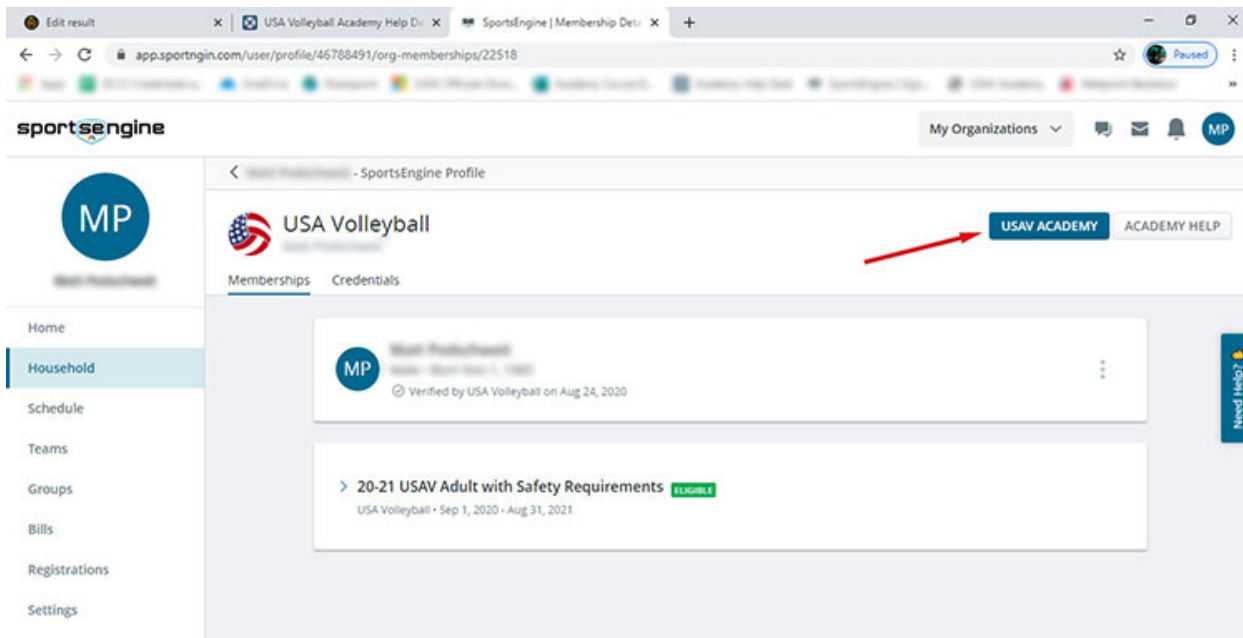 Edit result
USA Volleyball Academy Help De
SportsEngine | Membership Deta
app.sportngin.com/user/profile/46788491/org-memberships/22518
Paused
sportsengine
My Organizations
MP
- SportsEngine Profile
MP
USA Volleyball
USAV ACADEMY
ACADEMY HELP
Memberships Credentials
Home
Household
Schedule
Teams
Groups
Bills
Registrations
Settings
MP
Verified by USA Volleyball on Aug 24, 2020
20-21 USAV Adult with Safety Requirements ELIGIBLE
USA Volleyball • Sep 1, 2020 - Aug 31, 2021
Need Help?